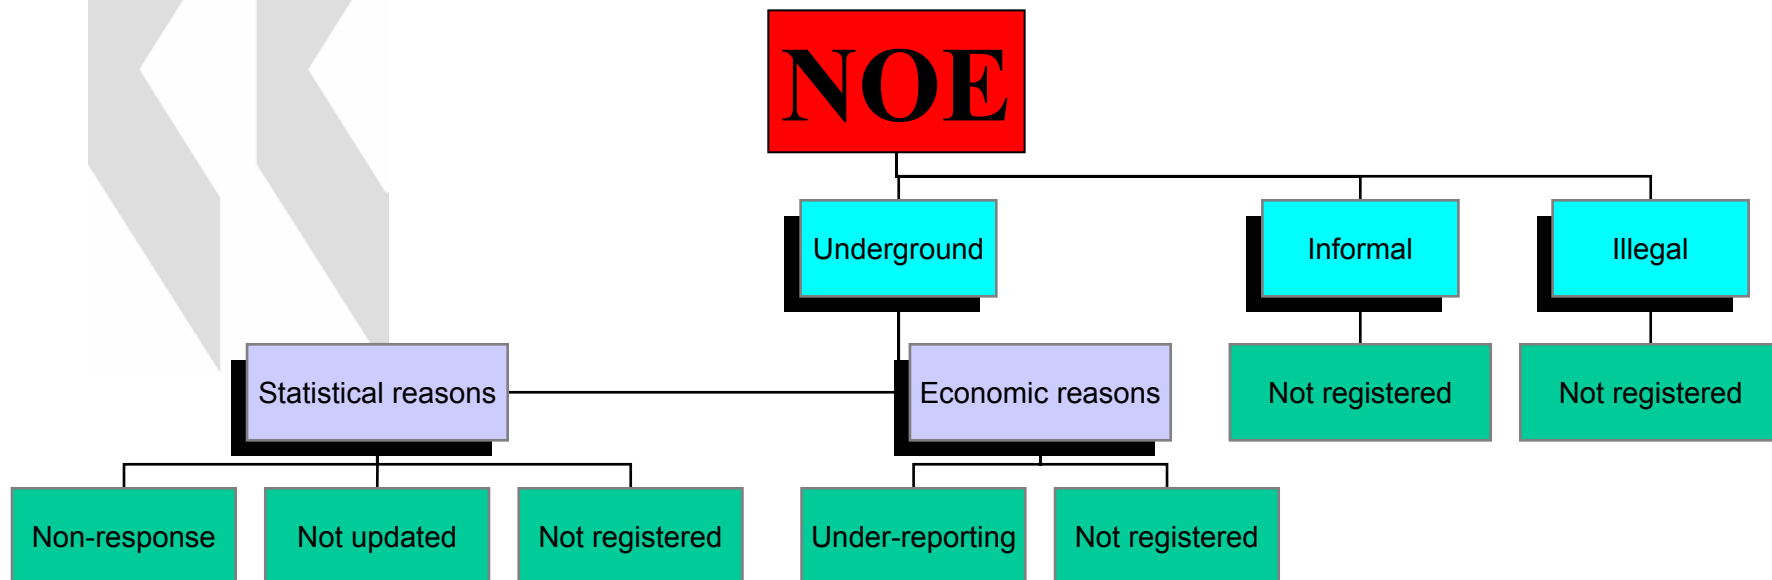 NOE
Underground
Informal
Illegal
Statistical reasons
Economic reasons
Not registered
Not registered
Non-response
Not updated
Not registered
Under-reporting
Not registered